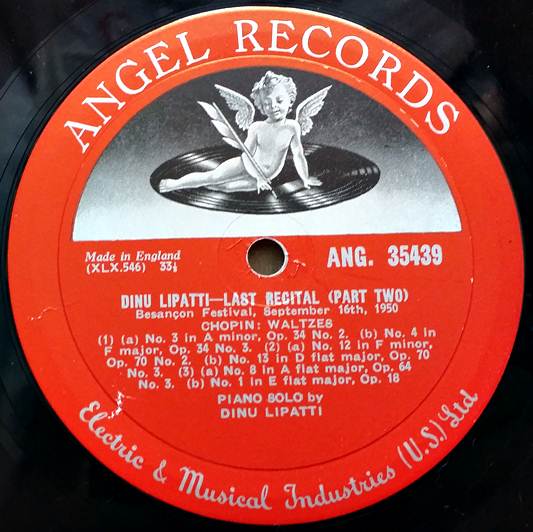 ANGEL RECORDS
Made in England
(XLX.546) 33⅓
ANG. 35439
DINU LIPATTI—LAST RECITAL (PART TWO)
Besançon Festival, September 16th, 1950
CHOPIN: WALTZES
(1) (a) No. 3 in A minor, Op. 34 No. 2. (b) No. 4 in
F major, Op. 34 No. 3. (2) (a) No. 12 in F minor,
Op. 70 No. 2. (b) No. 13 in D flat major, Op. 70
No. 3. (3) (a) No. 8 in A flat major, Op. 64
No. 3. (b) No. 1 in E flat major, Op. 18
PIANO SOLO by
DINU LIPATTI
Electric & Musical Industries (U.S.) Ltd